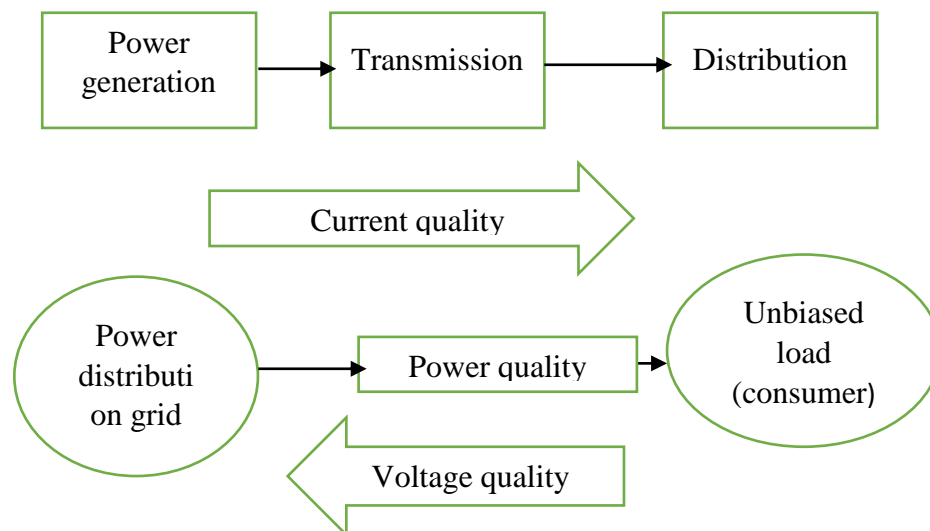 Power
generation
Transmission
Distribution
Current quality
Power
distributi
on grid
Power quality
Unbiased
load
(consumer)
Voltage quality